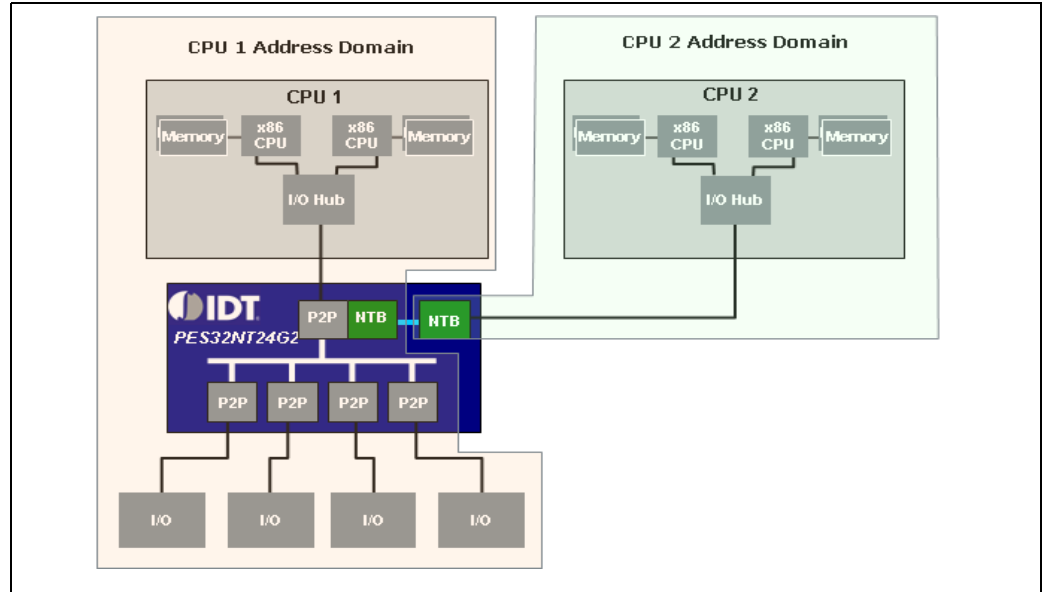 CPU 1 Address Domain
CPU 2 Address Domain
CPU 1
Memory
x86
CPU
x86
CPU
Memory
I/O Hub
CPU 2
Memory
x86
CPU
x86
CPU
Memory
I/O Hub
IDT
PES32NT24G2
P2P
NTB
NTB
P2P
P2P
P2P
P2P
I/O
I/O
I/O
I/O